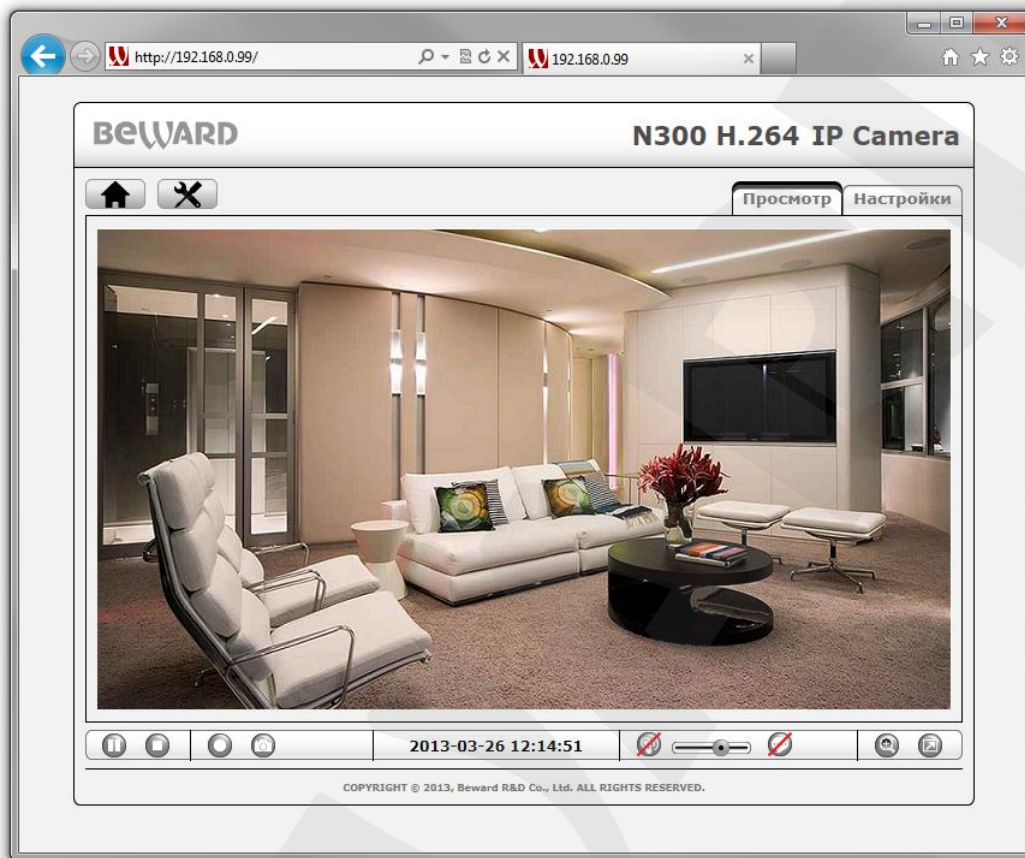 http://192.168.0.99/
192.168.0.99
BEWARD
N300 H.264 IP Camera
Просмотр
Настройки
2013-03-26 12:14:51
COPYRIGHT © 2013, Beward R&D Co., Ltd. ALL RIGHTS RESERVED.